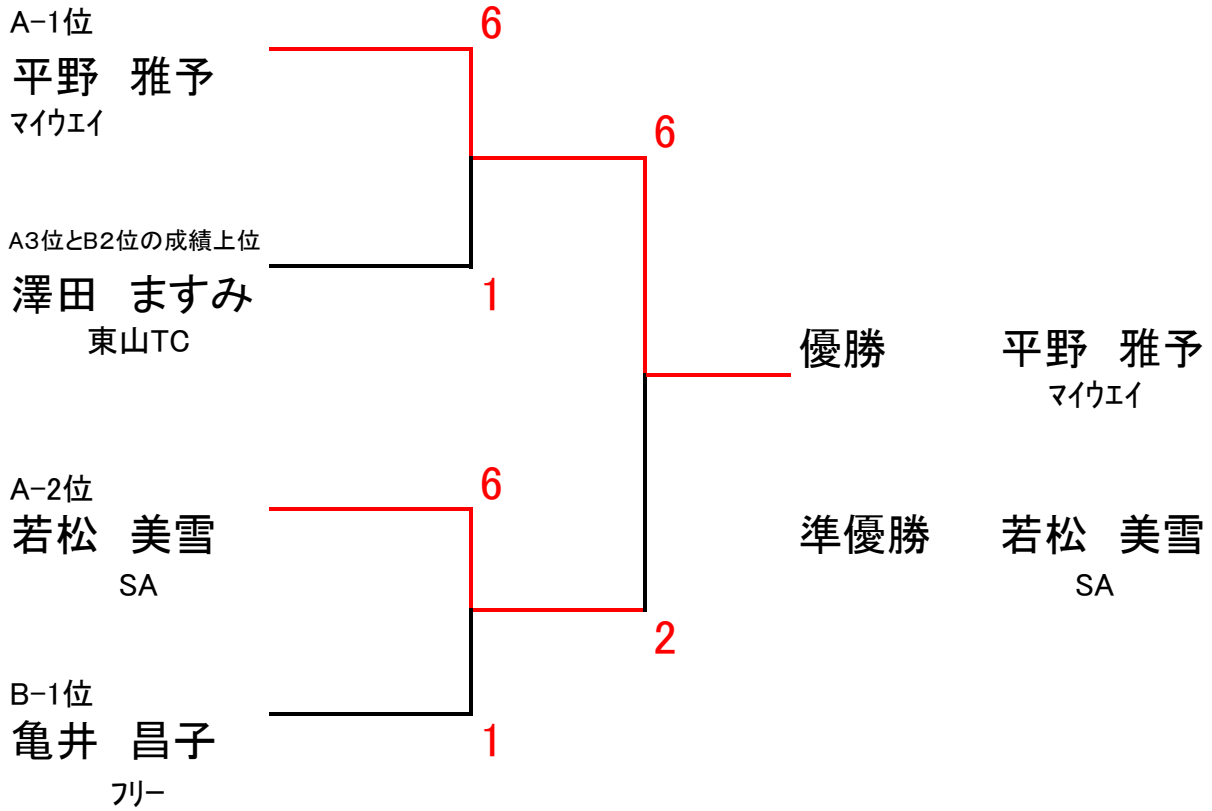 A-1位
平野　雅予
マイウエイ
6
6
A3位とB2位の成績上位
澤田　ますみ
東山TC
1
優勝　平野　雅予
マイウエイ
A-2位
若松　美雪
SA
6
準優勝　若松　美雪
SA
2
B-1位
亀井　昌子
フリー
1